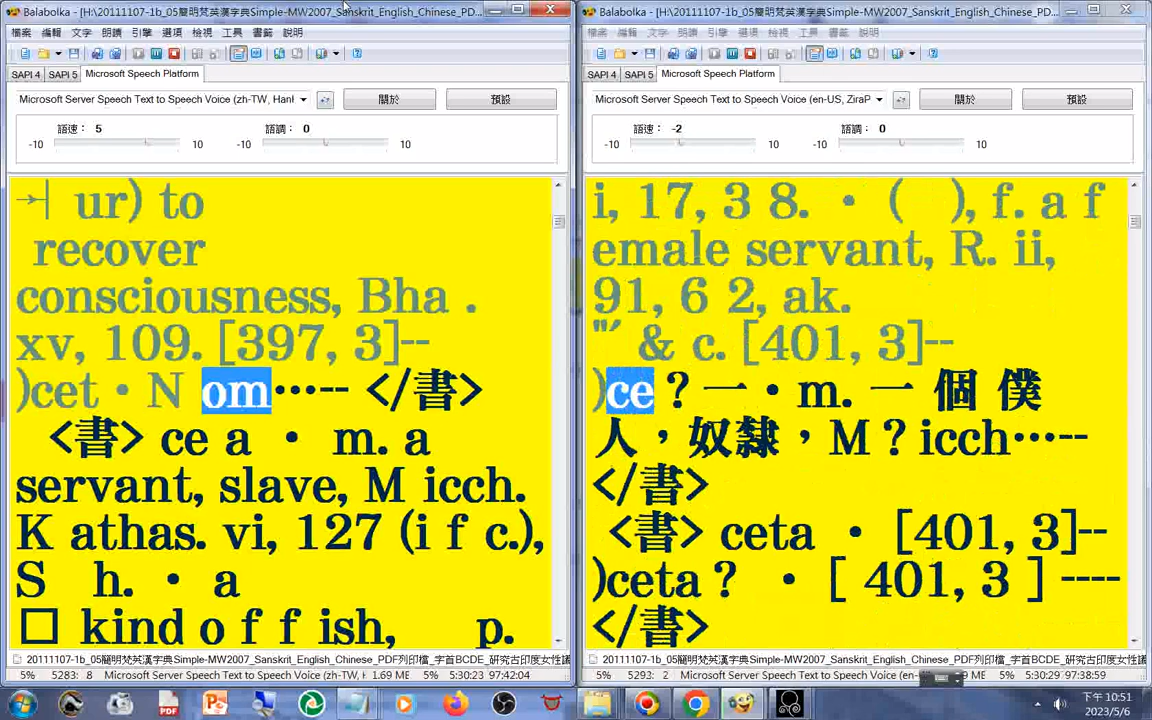 Balabolka - [H:\20111107-1b_05簡明梵英漢字典Simple-MW2007_Sanskrit_English_Chinese_PD...
檔案 編輯 文字 朗讀 引擎 選項 檢視 工具 書籤 說明
SAPI 4 SAPI 5 Microsoft Speech Platform
Microsoft Server Speech Text to Speech Voice (zh-TW, Hanl
關於 預設
語速： 5 語調： 0
-10 10 -10 10
ur) to
recover
consciousness, Bha .
xv, 109. [397, 3]--
)cet • N om…-- </書>
<書> ce a • m. a
servant, slave, M icch.
K athas. vi, 127 (i f c.),
S h. • a
□ kind o f f ish, p.
20111107-1b_05簡明梵英漢字典Simple-MW2007_Sanskrit_English_Chinese_PDF列印檔_字首BCDE_研究古印度女性議
5% 5283: 8 Microsoft Server Speech Text to Speech Voice (zh-TW, H 1.69 ME 5% 5:30:23 97:42:04
Balabolka - [H:\20111107-1b_05簡明梵英漢字典Simple-MW2007_Sanskrit_English_Chinese_PD...
檔案 編輯 文字 朗讀 引擎 選項 檢視 工具 書籤 說明
SAPI 4 SAPI 5 Microsoft Speech Platform
Microsoft Server Speech Text to Speech Voice (en-US, ZiraP
關於 預設
語速： -2 語調： 0
-10 10 -10 10
i, 17, 3 8. • ( ), f. a f
emale servant, R. ii,
91, 6 2, ak.
"′ & c. [401, 3]--
)ce？一 • m. 一 個 僕
人，奴隸，M？icch…--
</書>
<書> ceta • [401, 3]--
)ceta？ • [ 401, 3 ] ----
</書>
20111107-1b_05簡明梵英漢字典Simple-MW2007_Sanskrit_English_Chinese_PDF列印檔_字首BCDE_研究古印度女性議
5% 5293: 2 Microsoft Server Speech Text to Speech Voice ME 5% 5:30:29 97:38:59
PDF
下午 10:51
2023/5/6